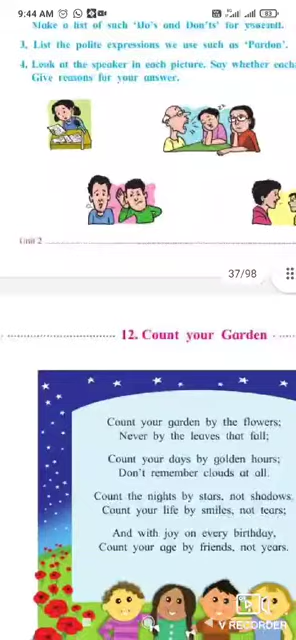 9:44 AM
83
Make a list of such 'Do's and Don'ts' for yourself.
3. List the polite expressions we use such as 'Pardon'.
4. Look at the speaker in each picture. Say whether each
Give reasons for your answer.
Unit 2
37/98
12. Count your Garden
Count your garden by the flowers;
Never by the leaves that fall;
Count your days by golden hours;
Don't remember clouds at all.
Count the nights by stars, not shadows,
Count your life by smiles, not tears;
And with joy on every birthday,
Count your age by friends, not years.
V RECORDER